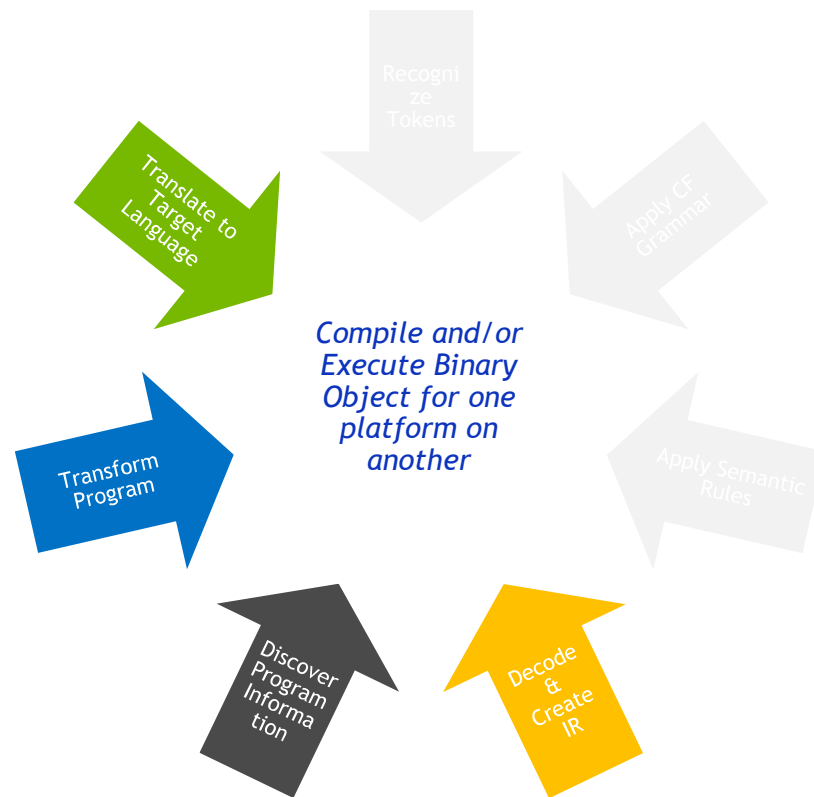 Recogni
ze
Tokens
Apply CF
Grammar
Apply Semantic
Rules
Decode
&
Create
IR
Discover
Program
Informa
tion
Transform
Program
Translate to
Target
Language
Compile and/or
Execute Binary
Object for one
platform on
another